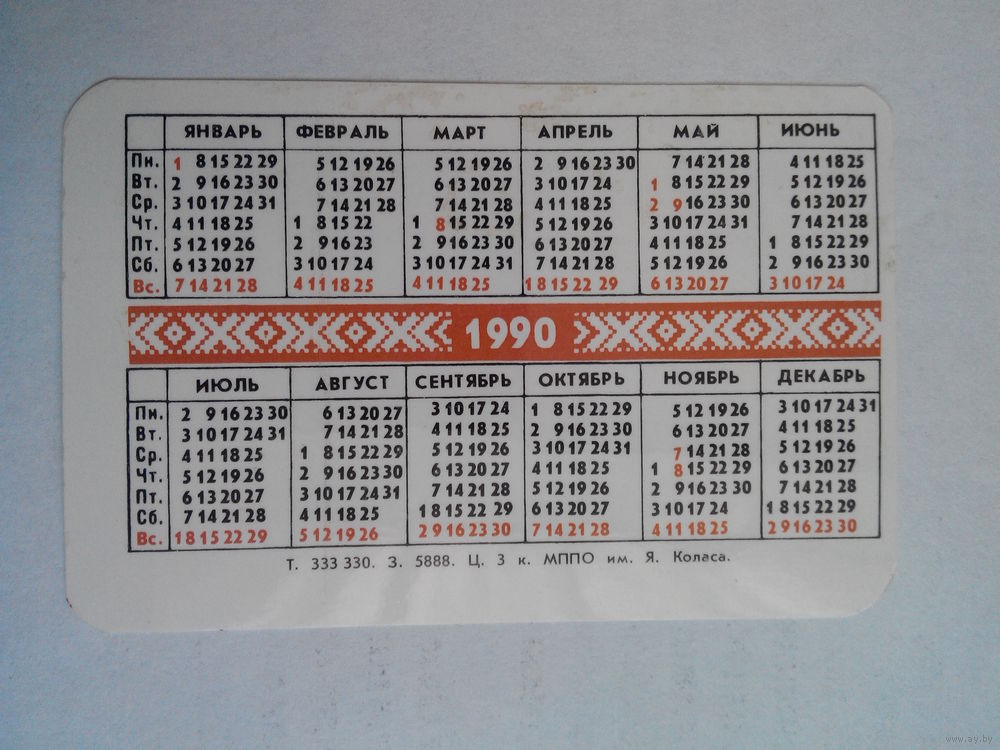 ЯНВАРЬ ФЕВРАЛЬ МАРТ АПРЕЛЬ МАЙ ИЮНЬ
Пн. 1 8 15 22 29 5 12 19 26 5 12 19 26 2 9 16 23 30 7 14 21 28 4 11 18 25
Вт. 2 9 16 23 30 6 13 20 27 6 13 20 27 3 10 17 24 1 8 15 22 29 5 12 19 26
Ср. 3 10 17 24 31 7 14 21 28 7 14 21 28 4 11 18 25 2 9 16 23 30 6 13 20 27
Чт. 4 11 18 25 1 8 15 22 1 8 15 22 29 5 12 19 26 3 10 17 24 31 7 14 21 28
Пт. 5 12 19 26 2 9 16 23 2 9 16 23 30 6 13 20 27 4 11 18 25 1 8 15 22 29
Сб. 6 13 20 27 3 10 17 24 3 10 17 24 31 7 14 21 28 5 12 19 26 2 9 16 23 30
Вс. 7 14 21 28 4 11 18 25 4 11 18 25 1 8 15 22 29 6 13 20 27 3 10 17 24
1990
ИЮЛЬ АВГУСТ СЕНТЯБРЬ ОКТЯБРЬ НОЯБРЬ ДЕКАБРЬ
Пн. 2 9 16 23 30 6 13 20 27 3 10 17 24 1 8 15 22 29 5 12 19 26 3 10 17 24 31
Вт. 3 10 17 24 31 7 14 21 28 4 11 18 25 2 9 16 23 30 6 13 20 27 4 11 18 25
Ср. 4 11 18 25 1 8 15 22 29 5 12 19 26 3 10 17 24 31 7 14 21 28 5 12 19 26
Чт. 5 12 19 26 2 9 16 23 30 6 13 20 27 4 11 18 25 1 8 15 22 29 6 13 20 27
Пт. 6 13 20 27 3 10 17 24 31 7 14 21 28 5 12 19 26 2 9 16 23 30 7 14 21 28
Сб. 7 14 21 28 4 11 18 25 1 8 15 22 29 6 13 20 27 3 10 17 24 1 8 15 22 29
Вс. 1 8 15 22 29 5 12 19 26 2 9 16 23 30 7 14 21 28 4 11 18 25 2 9 16 23 30
Т. 333 330. З. 5888. Ц. 3 к. МППО им. Я. Коласа.
www.ay.by